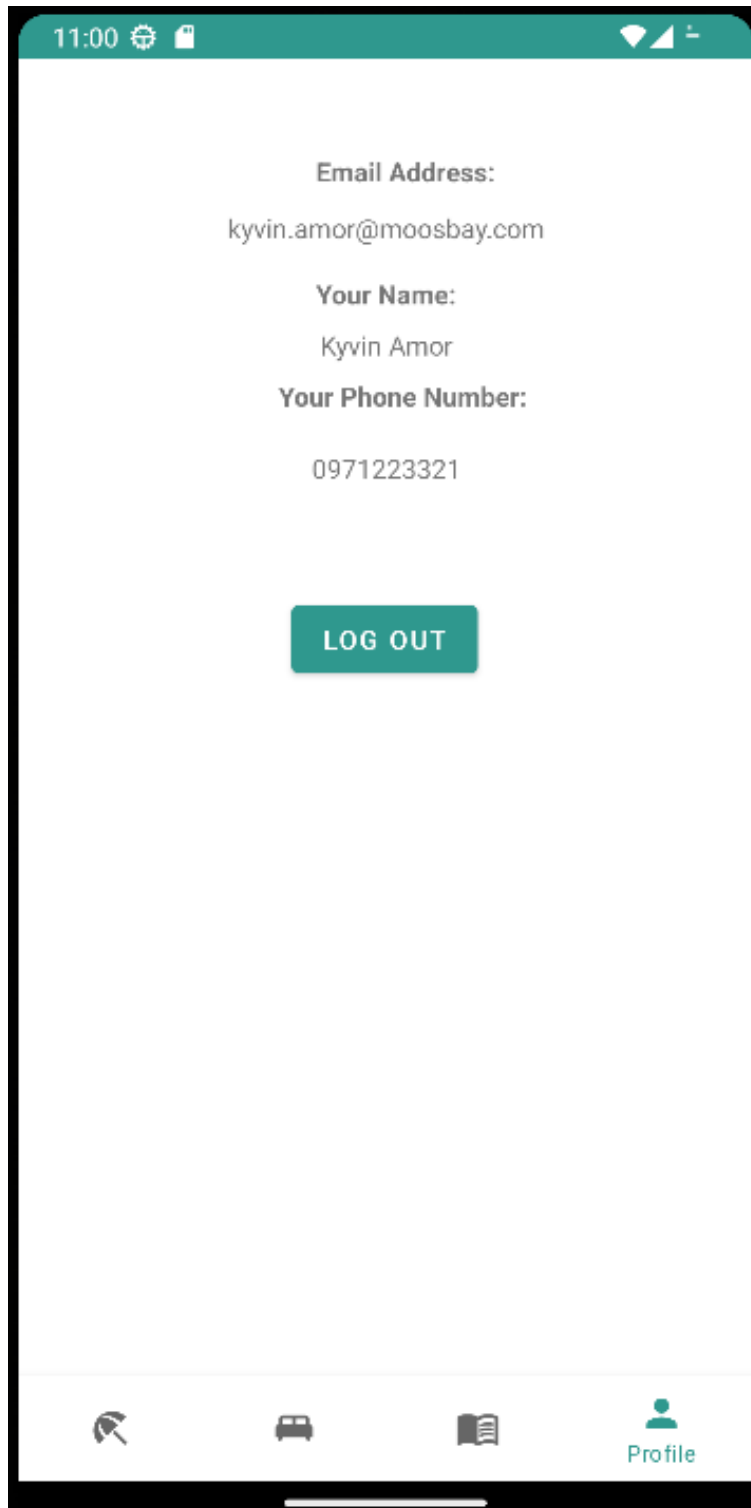 11:00
Email Address:
kyvin.amor@moosbay.com
Your Name:
Kyvin Amor
Your Phone Number:
0971223321
LOG OUT
Profile